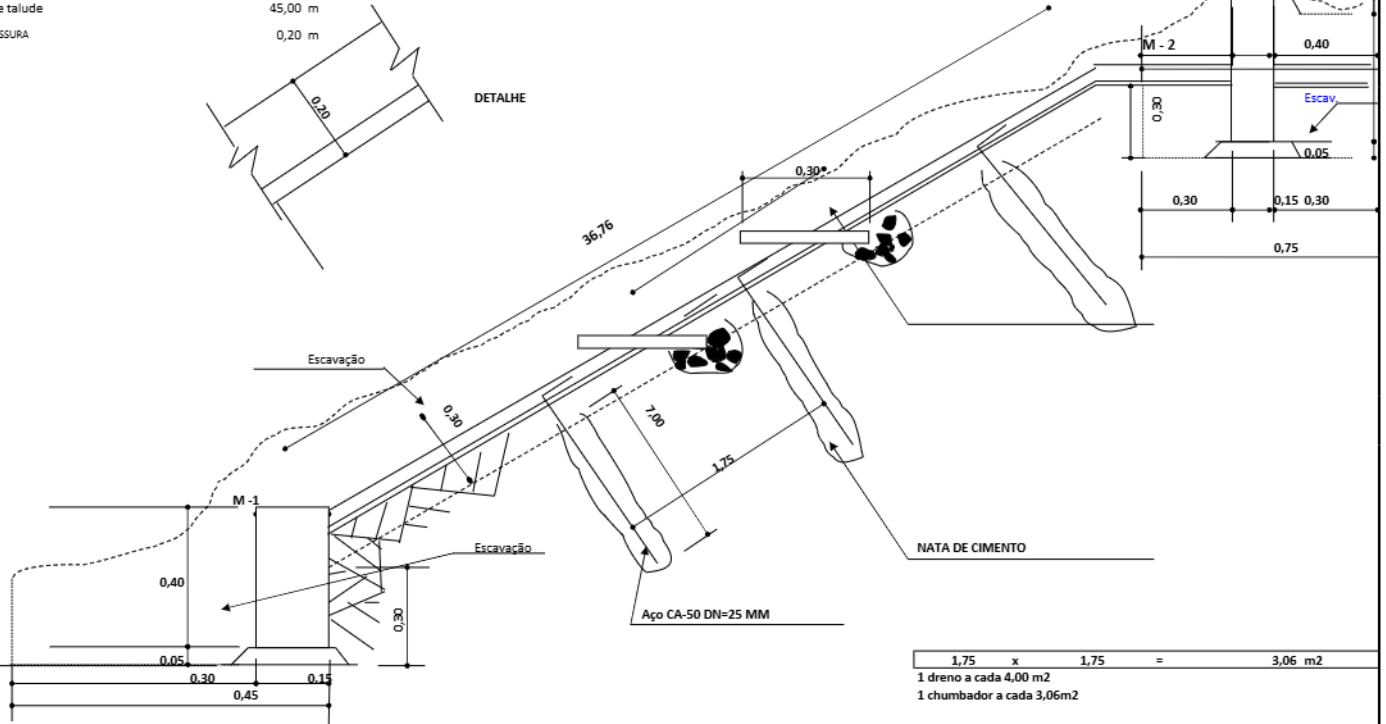 e talude 45,00 m
SSURA 0,20 m
DETALHE
0,20
M - 2
0,40
0,30
Escav.
0,05
0,30
0,30 0,15 0,30
36,76
0,75
Escavação
0,30
7,00
1,75
M -1
Escavação
NATA DE CIMENTO
0,40
0,30
Aço CA-50 DN=25 MM
0,05
0,30 0,15
0,45
1,75 x 1,75 = 3,06 m2
1 dreno a cada 4,00 m2
1 chumbador a cada 3,06m2